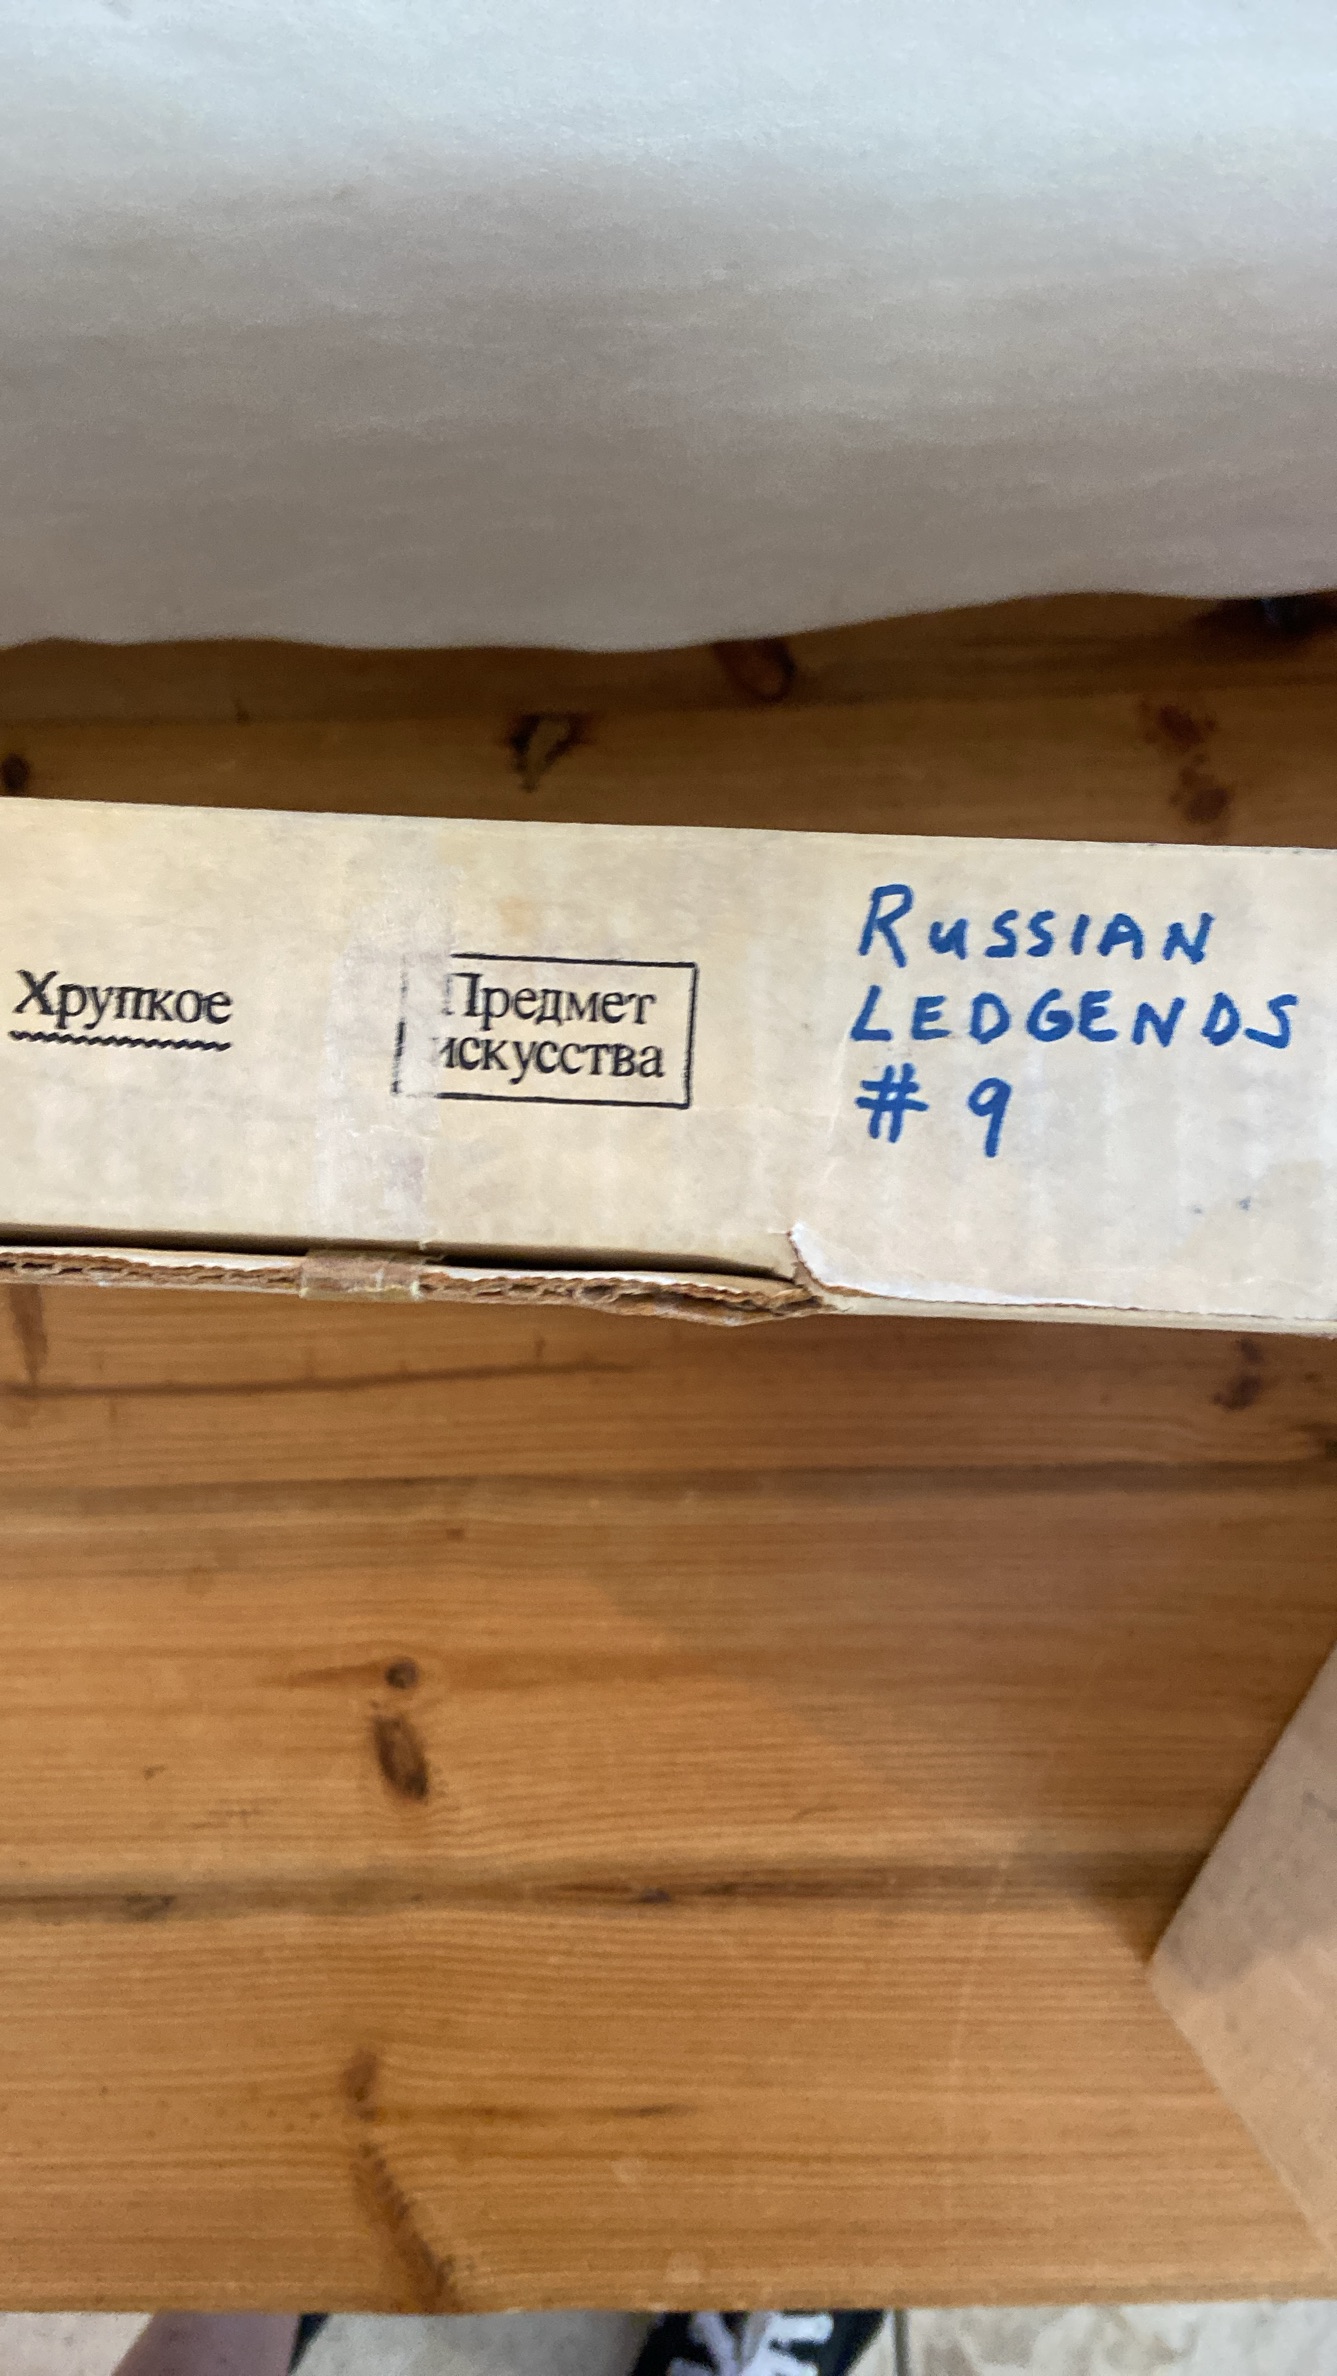 Хрупкое
Предмет
искусства
RUSSIAN
LEDGENDS
# 9